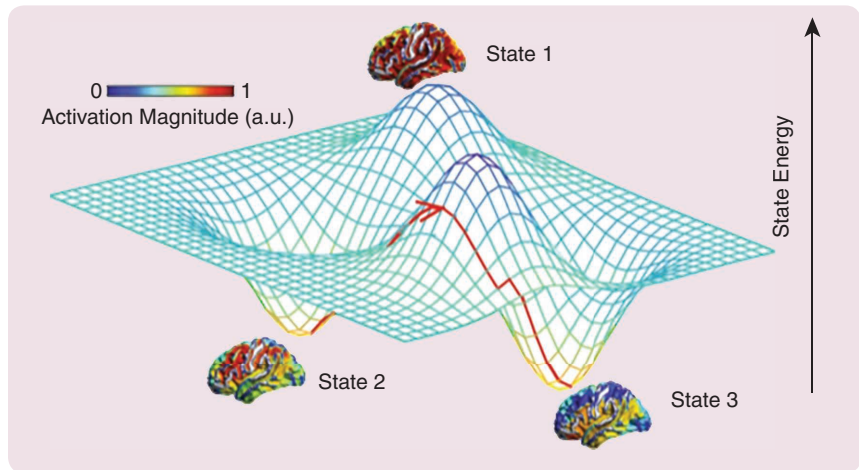 State 1
0 1
Activation Magnitude (a.u.)
State Energy
State 2
State 3